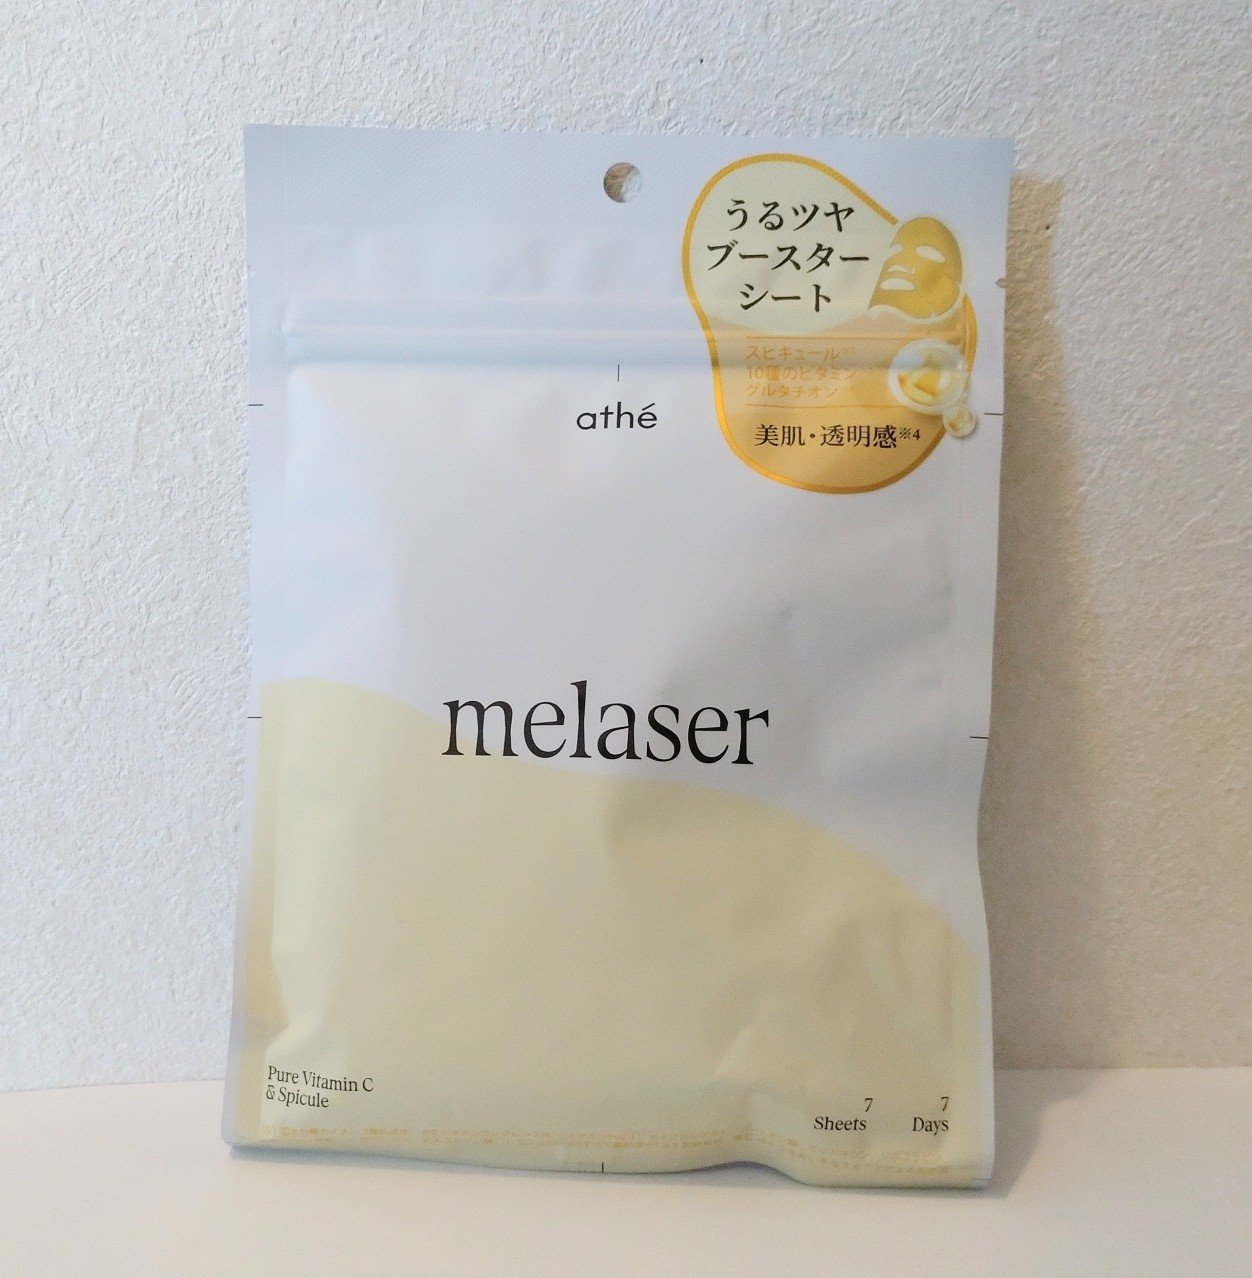 うるツヤ
ブースター
シート
スピキュール
10種のビタミン
グルタチオン
美肌・透明感※4
athé
melaser
Pure Vitamin C
& Spicule
7
Sheets
7
Days